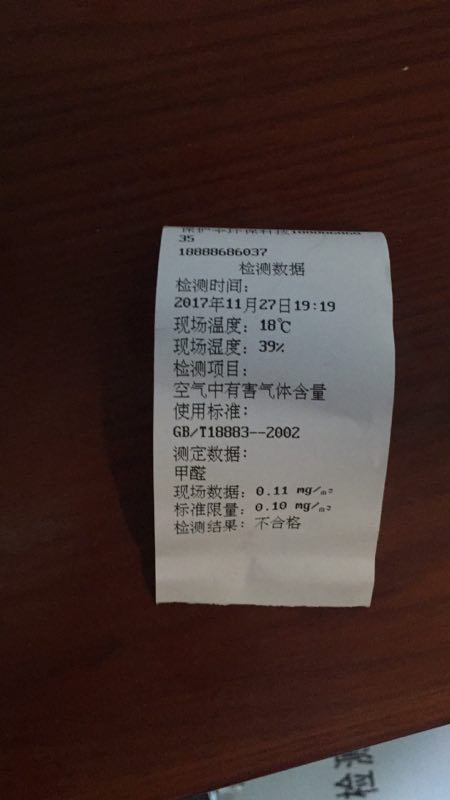 35
18888686037
检测数据
检测时间:
2017年11月27日19:19
现场温度: 18℃
现场湿度: 39%
检测项目:
空气中有害气体含量
使用标准:
GB/T18883--2002
测定数据:
甲醛
现场数据: 0.11 mg/m³
标准限量: 0.10 mg/m³
检测结果: 不合格
检测